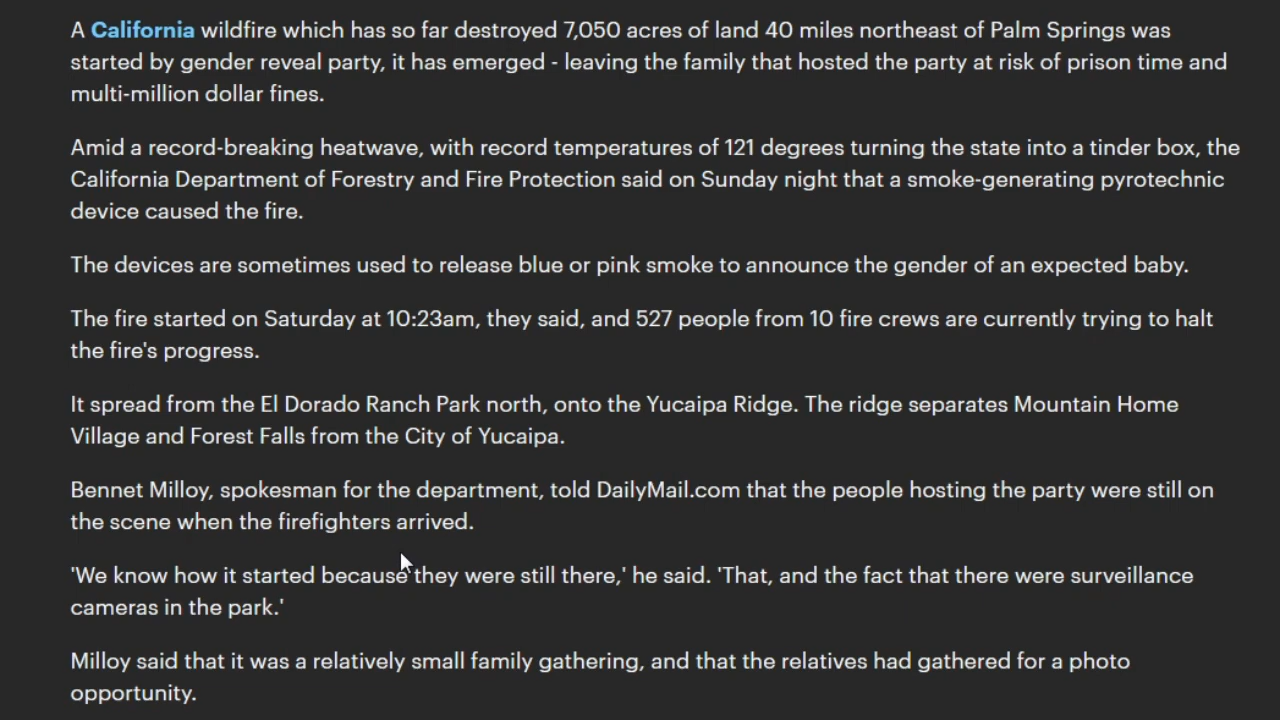 A California wildfire which has so far destroyed 7,050 acres of land 40 miles northeast of Palm Springs was
started by gender reveal party, it has emerged - leaving the family that hosted the party at risk of prison time and
multi-million dollar fines.
Amid a record-breaking heatwave, with record temperatures of 121 degrees turning the state into a tinder box, the
California Department of Forestry and Fire Protection said on Sunday night that a smoke-generating pyrotechnic
device caused the fire.
The devices are sometimes used to release blue or pink smoke to announce the gender of an expected baby.
The fire started on Saturday at 10:23am, they said, and 527 people from 10 fire crews are currently trying to halt
the fire's progress.
It spread from the El Dorado Ranch Park north, onto the Yucaipa Ridge. The ridge separates Mountain Home
Village and Forest Falls from the City of Yucaipa.
Bennet Milloy, spokesman for the department, told DailyMail.com that the people hosting the party were still on
the scene when the firefighters arrived.
'We know how it started because they were still there,' he said. 'That, and the fact that there were surveillance
cameras in the park.'
Milloy said that it was a relatively small family gathering, and that the relatives had gathered for a photo
opportunity.